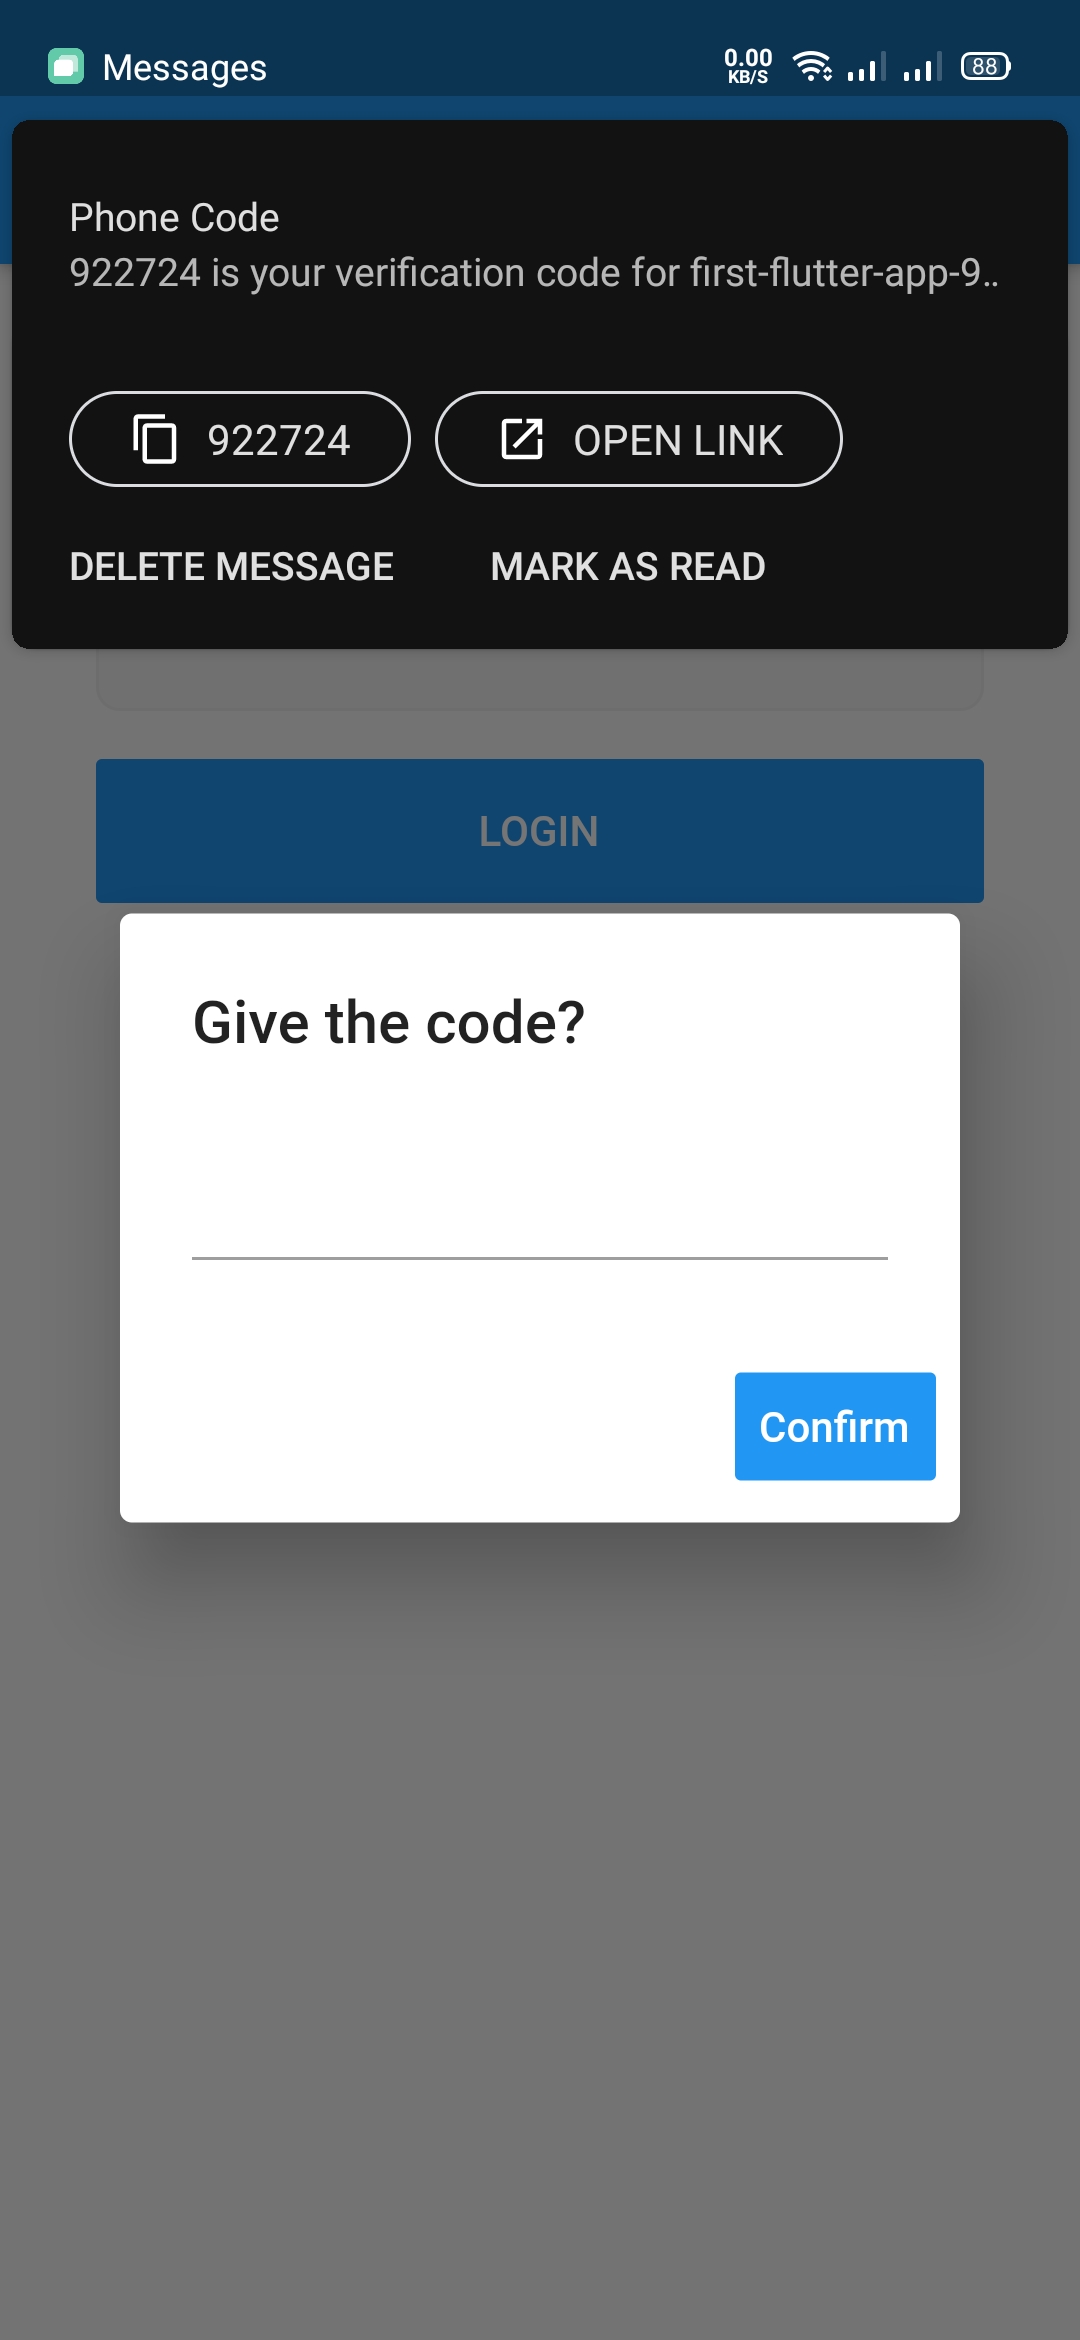 Messages
0.00
KB/S
88
Phone Code
922724 is your verification code for first-flutter-app-9..
922724
OPEN LINK
DELETE MESSAGE
MARK AS READ
LOGIN
Give the code?
Confirm